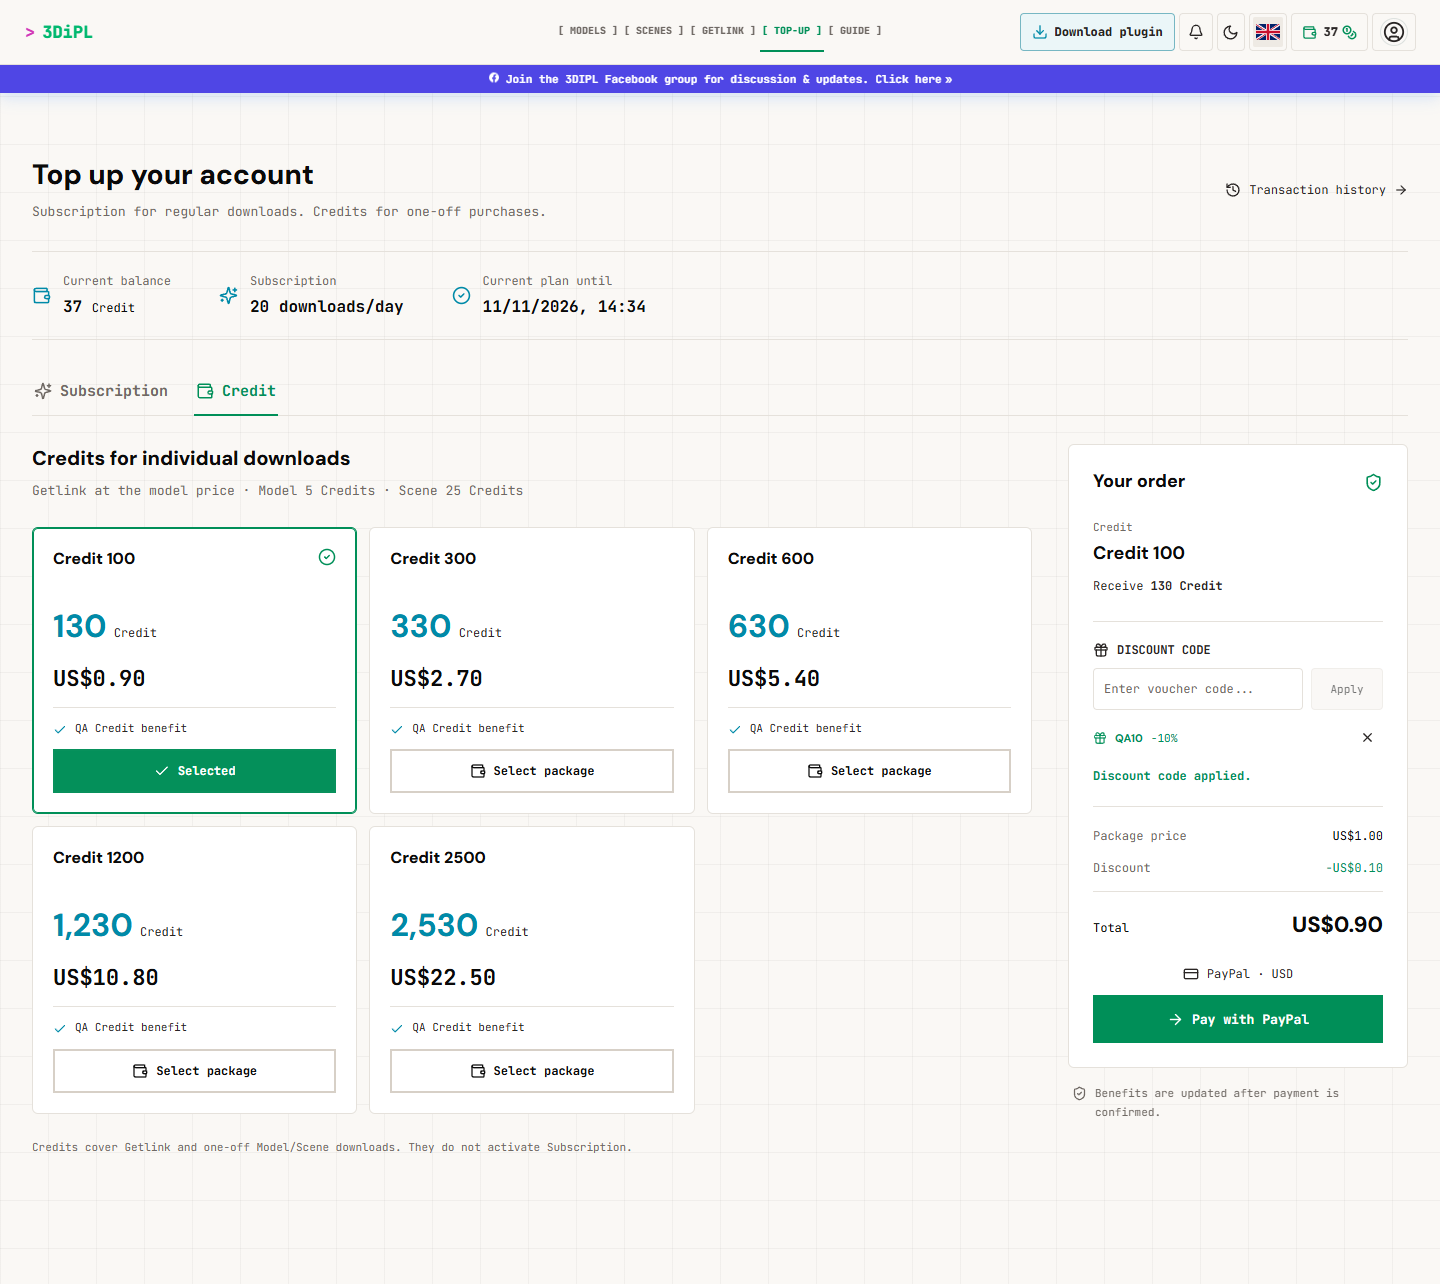 > 3DiPL
[ MODELS ] [ SCENES ] [ GETLINK ] [ TOP-UP ] [ GUIDE ]
Download plugin
37
Join the 3DIPL Facebook group for discussion & updates. Click here »
Top up your account
Subscription for regular downloads. Credits for one-off purchases.
Transaction history
Current balance
37 Credit
Subscription
20 downloads/day
Current plan until
11/11/2026, 14:34
Subscription
Credit
Credits for individual downloads
Getlink at the model price · Model 5 Credits · Scene 25 Credits
Credit 100
130 Credit
US$0.90
QA Credit benefit
Selected
Credit 300
330 Credit
US$2.70
QA Credit benefit
Select package
Credit 600
630 Credit
US$5.40
QA Credit benefit
Select package
Credit 1200
1,230 Credit
US$10.80
QA Credit benefit
Select package
Credit 2500
2,530 Credit
US$22.50
QA Credit benefit
Select package
Credits cover Getlink and one-off Model/Scene downloads. They do not activate Subscription.
Your order
Credit
Credit 100
Receive 130 Credit
DISCOUNT CODE
Enter voucher code...
Apply
QA10 -10%
Discount code applied.
Package price US$1.00
Discount -US$0.10
Total US$0.90
PayPal · USD
Pay with PayPal
Benefits are updated after payment is
confirmed.